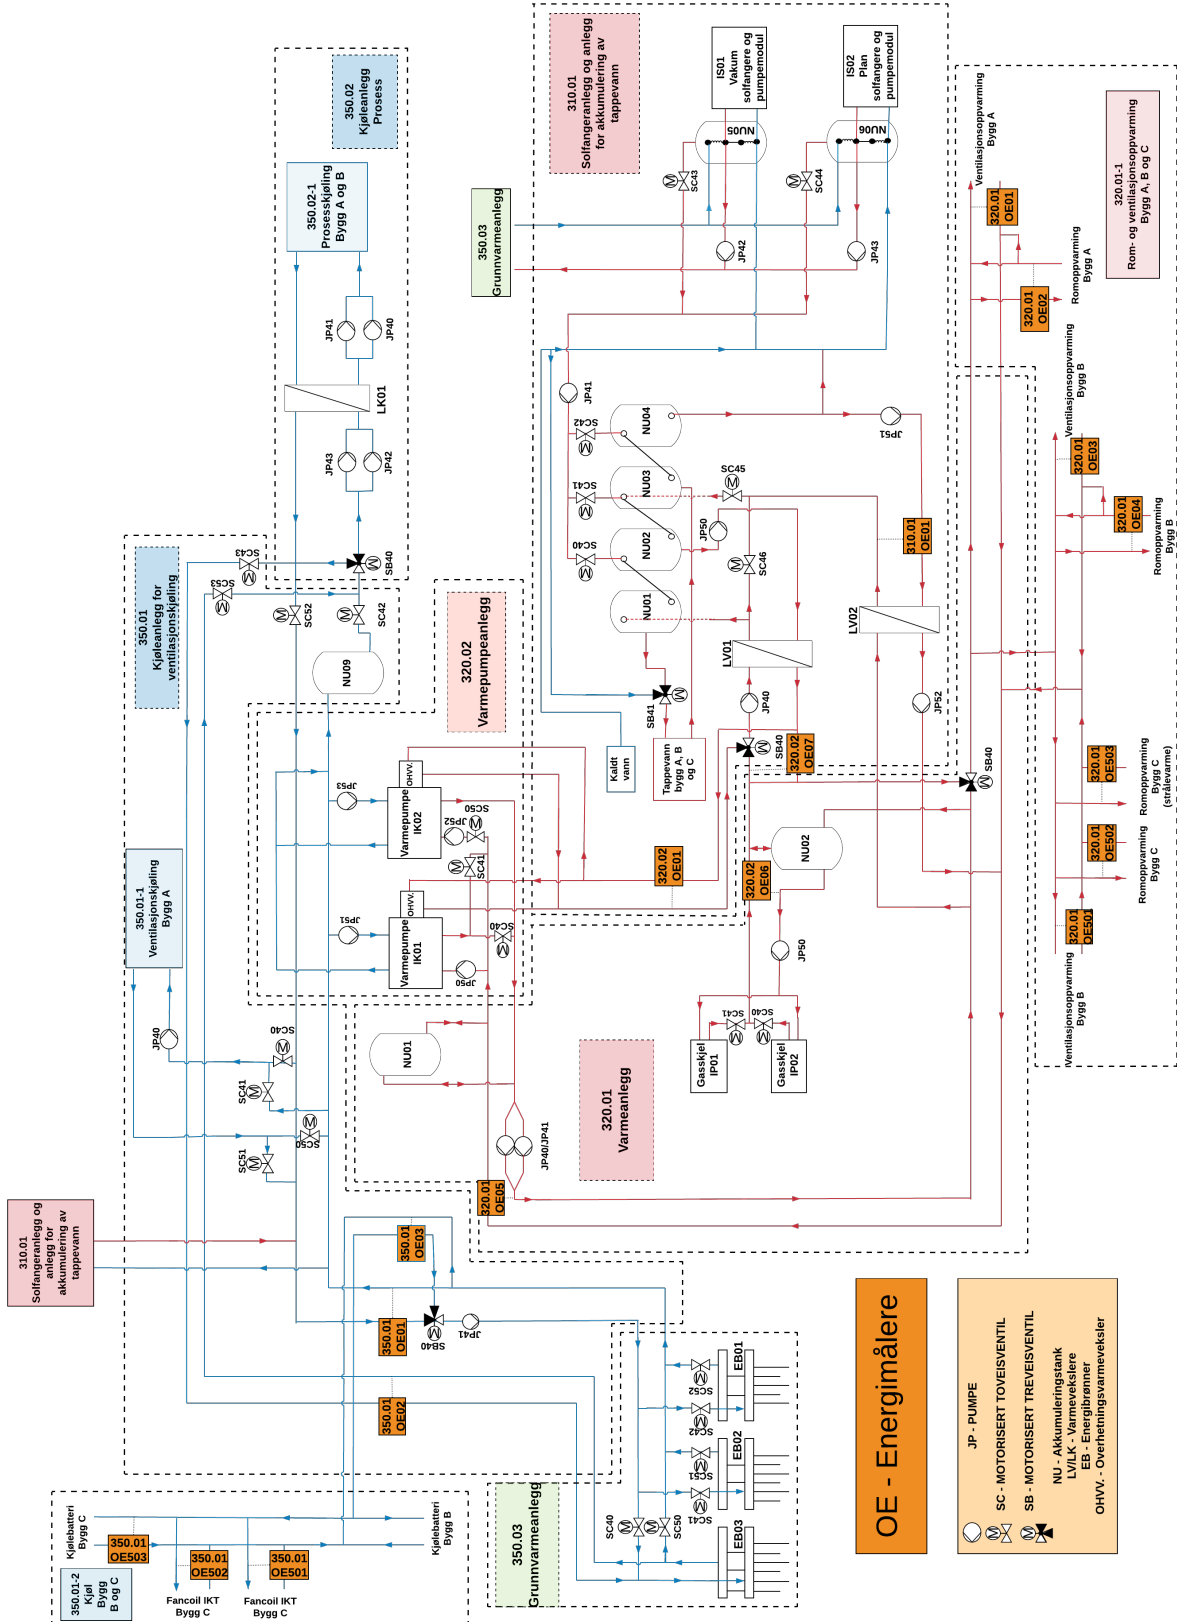 310.01
Solfangeranlegg og anlegg
for akkumulering av
tappevann
IS01
Vakum
solfangere og
pumpemodul
IS02
Plan
solfangere og
pumpemodul
NU05
NU06
SC43
SC44
JP42
JP43
350.03
Grunnvarmeanlegg
350.02
Kjøleanlegg
Prosess
350.02-1
Prosesskjøling
Bygg A og B
JP41
JP40
LK01
JP43
JP42
SB40
SC43
SC53
SC52
SC42
NU09
350.01
Kjøleanlegg for
ventilasjonskjøling
320.02
Varmepumpeanlegg
JP41
SC42
SC41
SC40
NU04
NU03
NU02
NU01
JP51
SC45
JP50
SC46
310.01
OE01
LV01
LV02
SB41
JP40
SB40
JP52
Kaldt
vann
Tappevann
bygg A, B
og C
320.02
OE07
Ventilasjonsoppvarming
Bygg A
320.01
OE01
320.01
OE02
Romoppvarming
Bygg A
320.01-1
Rom- og ventilasjonsoppvarming
Bygg A, B og C
Ventilasjonsoppvarming
Bygg B
320.01
OE03
320.01
OE04
Romoppvarming
Bygg B
SB40
320.01
OE503
Romoppvarming
Bygg C
(strålevarme)
320.01
OE502
Romoppvarming
Bygg C
320.01
OE501
Ventilasjonsoppvarming
Bygg B
JP53
OHVV.
Varmepumpe
IK02
JP52
SC50
SC41
JP51
OHVV.
Varmepumpe
IK01
JP50
SC40
320.02
OE01
320.02
OE06
NU02
JP50
SC41
SC40
Gasskjel
IP01
Gasskjel
IP02
320.01
Varmeanlegg
NU01
JP40/JP41
320.01
OE05
350.01-1
Ventilasjonskjøling
Bygg A
JP40
SC40
SC41
SC50
SC51
310.01
Solfangeranlegg og
anlegg for
akkumulering av
tappevann
350.01
OE03
350.01
OE01
SB40
JP41
350.01
OE02
SC52
EB01
SC42
SC51
EB02
SC41
SC40
SC50
EB03
350.03
Grunnvarmeanlegg
Kjølebatteri
Bygg C
350.01
OE503
350.01
OE502
350.01
OE501
Kjølebatteri
Bygg B
350.01-2
Kjøl
Bygg
B og C
Fancoil IKT
Bygg C
Fancoil IKT
Bygg C
OE - Energimålere
JP - PUMPE
SC - MOTORISERT TOVEISVENTIL
SB - MOTORISERT TREVEISVENTIL
NU - Akkumuleringstank
LV/LK - Varmevekslere
EB - Energibrønner
OHVV. - Overhetningsvarmeveksler